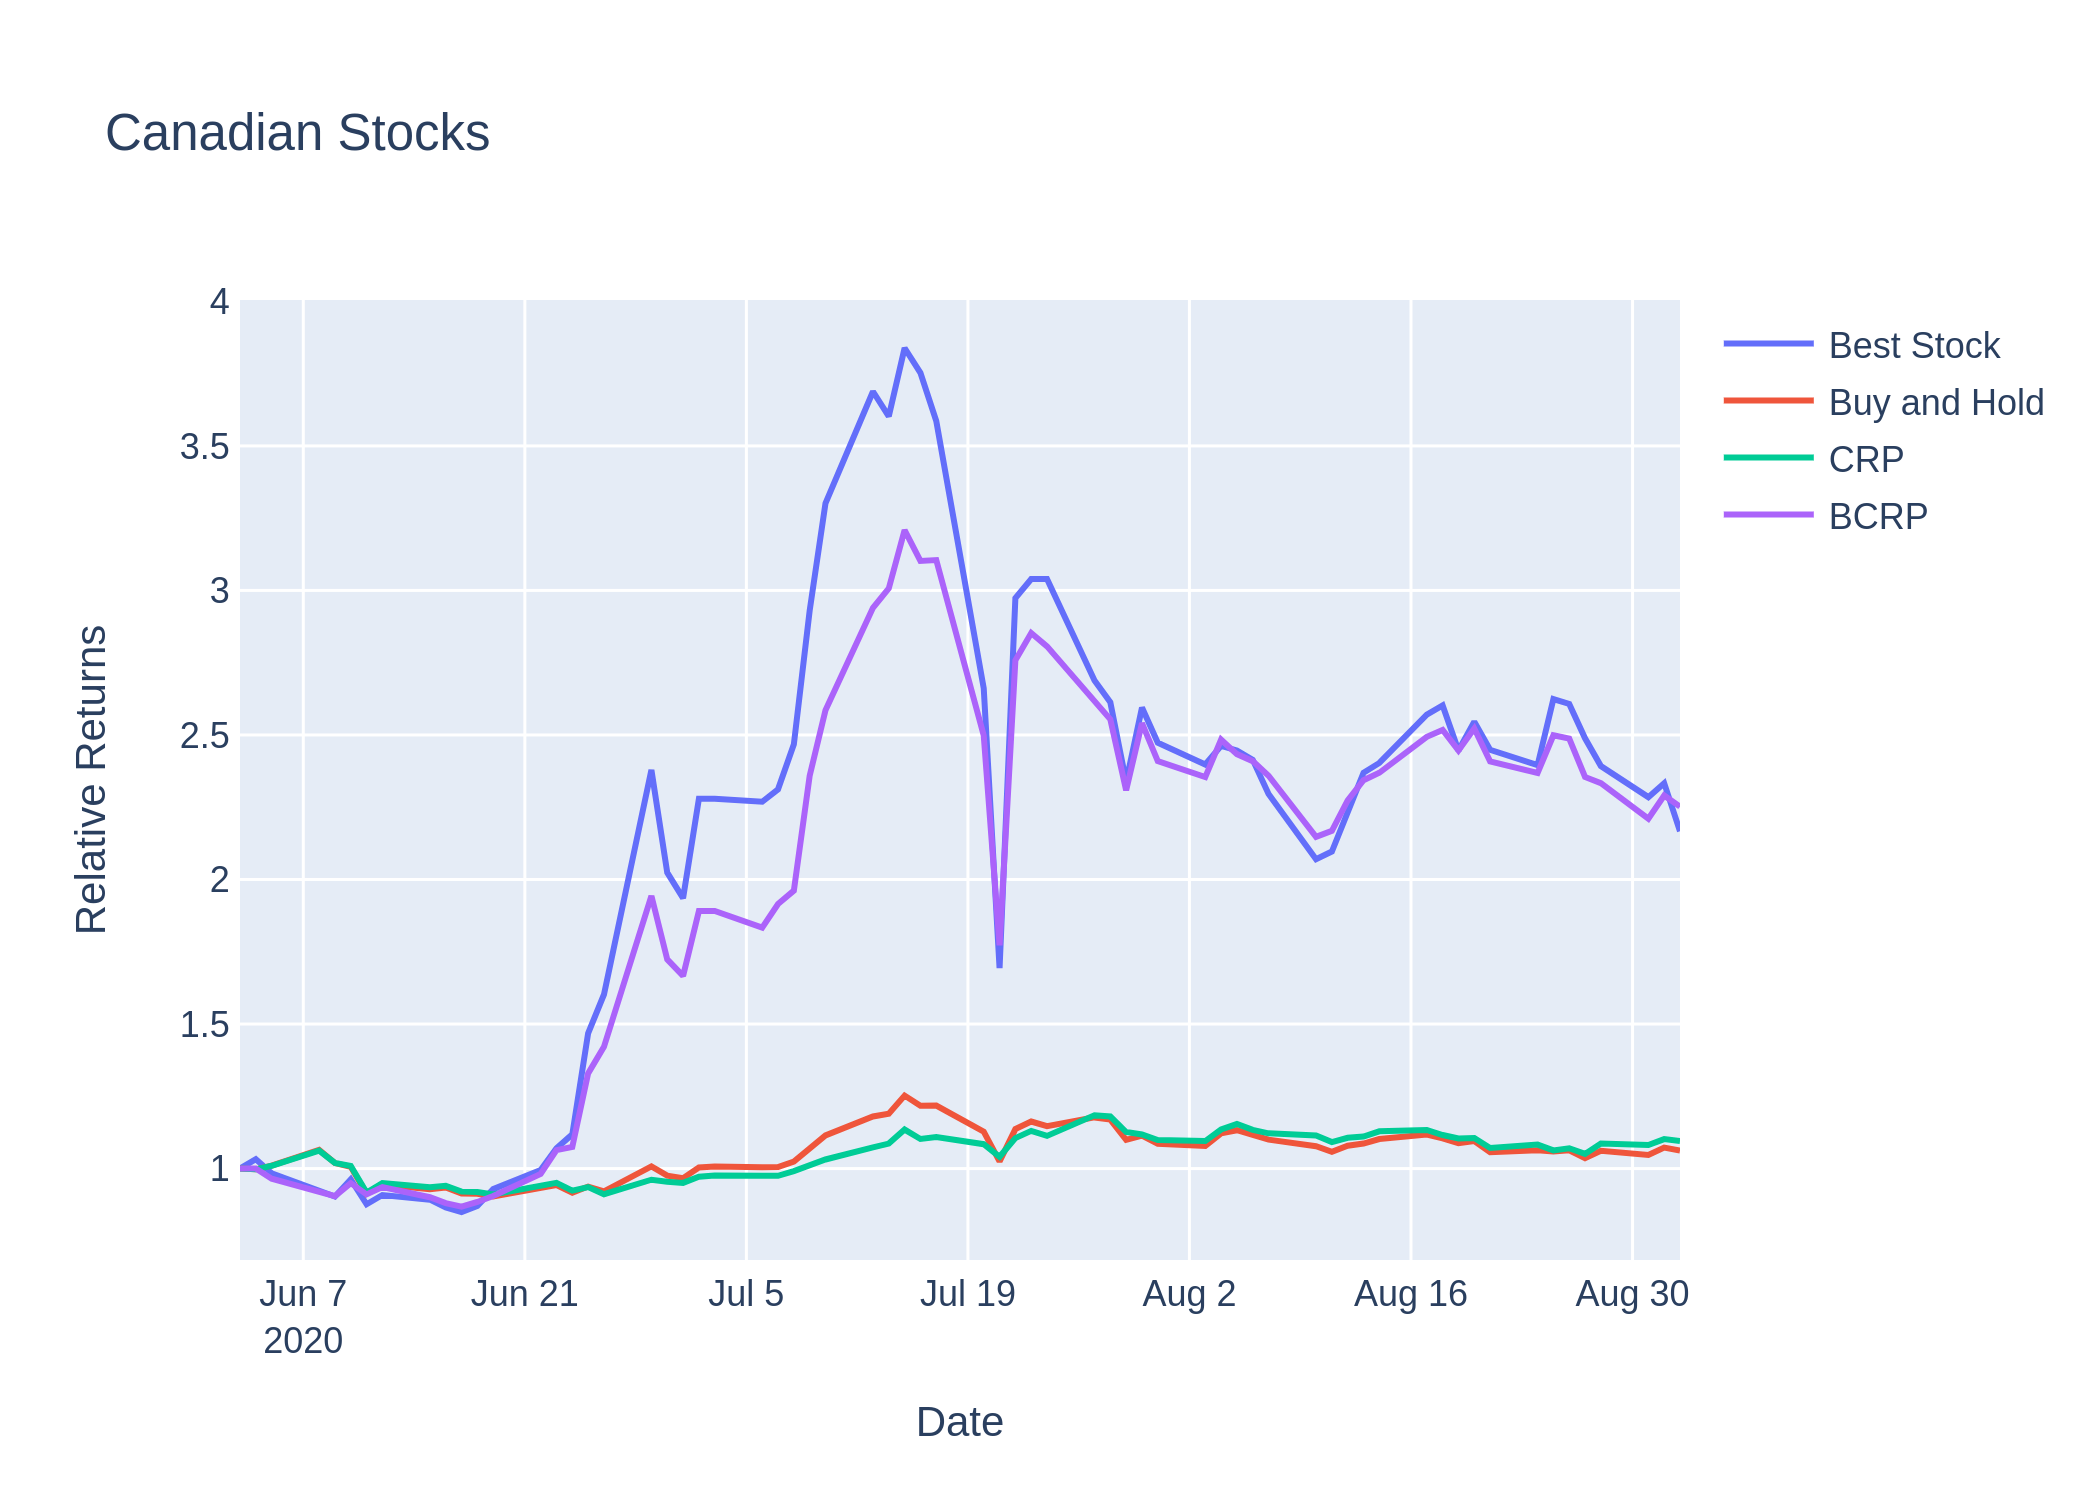 Canadian Stocks
4
3.5
3
2.5
2
1.5
1
Relative Returns
Jun 7
2020
Jun 21
Jul 5
Jul 19
Aug 2
Aug 16
Aug 30
Date
Best Stock
Buy and Hold
CRP
BCRP